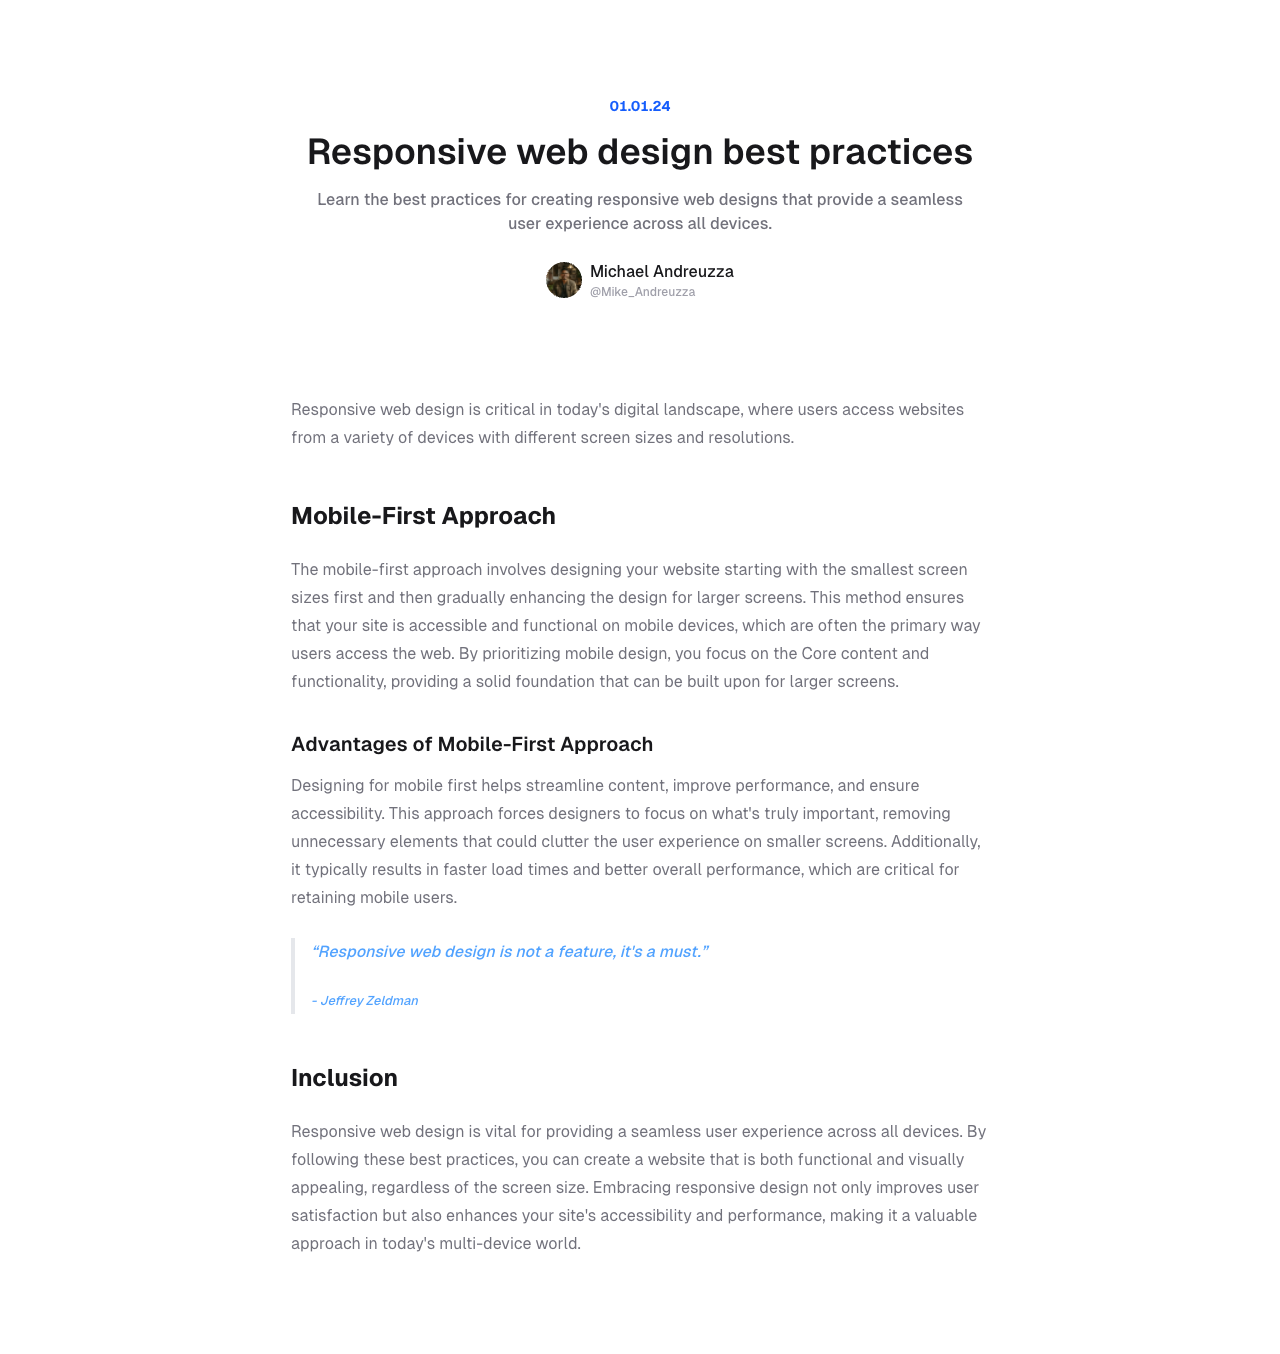 01.01.24
Responsive web design best practices
Learn the best practices for creating responsive web designs that provide a seamless
user experience across all devices.
Michael Andreuzza
@Mike_Andreuzza
Responsive web design is critical in today's digital landscape, where users access websites
from a variety of devices with different screen sizes and resolutions.
Mobile-First Approach
The mobile-first approach involves designing your website starting with the smallest screen
sizes first and then gradually enhancing the design for larger screens. This method ensures
that your site is accessible and functional on mobile devices, which are often the primary way
users access the web. By prioritizing mobile design, you focus on the Core content and
functionality, providing a solid foundation that can be built upon for larger screens.
Advantages of Mobile-First Approach
Designing for mobile first helps streamline content, improve performance, and ensure
accessibility. This approach forces designers to focus on what's truly important, removing
unnecessary elements that could clutter the user experience on smaller screens. Additionally,
it typically results in faster load times and better overall performance, which are critical for
retaining mobile users.
“Responsive web design is not a feature, it's a must.”
- Jeffrey Zeldman
Inclusion
Responsive web design is vital for providing a seamless user experience across all devices. By
following these best practices, you can create a website that is both functional and visually
appealing, regardless of the screen size. Embracing responsive design not only improves user
satisfaction but also enhances your site's accessibility and performance, making it a valuable
approach in today's multi-device world.